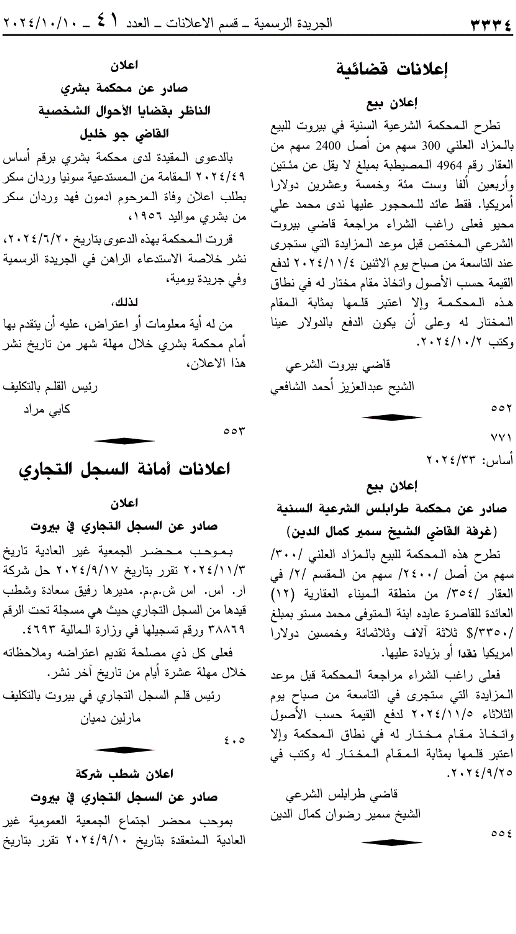 ٣٣٣٤
الجريدة الرسمية ــ قسم الاعلانات ــ العدد ٤١ ــ ٢٠٢٤/١٠/١٠
إعلانات قضائية
إعلان بيع
تطرح المحكمة الشرعية السنية في بيروت للبيع
بالمزاد العلني 300 سهم من أصل 2400 سهم من
العقار رقم 4964 المصيطبة بمبلغ لا يقل عن مئتين
وأربعين ألفا وست مئة وخمسة وعشرين دولارا
أمريكيا. فقط عائد للمحجور عليها ندى محمد علي
محيو فعلى راغب الشراء مراجعة قاضي بيروت
الشرعي المختص قبل موعد المزايدة التي ستجرى
عند التاسعة من صباح يوم الاثنين ٢٠٢٤/١١/٤ لدفع
القيمة حسب الأصول واتخاذ مقام مختار له في نطاق
هذه المحكمة وإلا اعتبر قلمها بمثابة المقام
المختار له وعلى أن يكون الدفع بالدولار عينا
وكتب ٢٠٢٤/١٠/٢.
قاضي بيروت الشرعي
الشيح عبدالعزيز أحمد الشافعي
٥٥٢
٧٧١
أساس: ٢٠٢٤/٣٣
إعلان بيع
صادر عن محكمة طرابلس الشرعية السنية
(غرفة القاضي الشيخ سمير كمال الدين)
تطرح هذه المحكمة للبيع بالمزاد العلني /٣٠٠/
سهم من أصل /٢٤٠٠/ سهم من المقسم /٢/ في
العقار /٣٥٤/ من منطقة الميناء العقارية (١٢)
العائدة للقاصرة عايده ابنة المتوفى محمد مسنو بمبلغ
/٣٣٥٠/$ ثلاثة آلاف وثلاثمائة وخمسين دولارا
امريكيا نقدا أو بزيادة عليها.
فعلى راغب الشراء مراجعة المحكمة قبل موعد
المزايدة التي ستجرى في التاسعة من صباح يوم
الثلاثاء ٢٠٢٤/١١/٥ لدفع القيمة حسب الأصول
واتخاذ مقام مختار له في نطاق المحكمة وإلا
اعتبر قلمها بمثابة المقام المختار له وكتب في
٢٠٢٤/٩/٢٥.
قاضي طرابلس الشرعي
الشيخ سمير رضوان كمال الدين
٥٥٤
اعلان
صادر عن محكمة بشري
الناظر بقضايا الأحوال الشخصية
القاضي جو خليل
بالدعوى المقيدة لدى محكمة بشري برقم أساس
٢٠٢٤/٤٩ المقامة من المستدعية سونيا وردان سكر
بطلب اعلان وفاة المرحوم ادمون فهد وردان سكر
من بشري مواليد ١٩٥٦،
قررت المحكمة بهذه الدعوى بتاريخ ٢٠٢٤/٦/٢٠،
نشر خلاصة الاستدعاء الراهن في الجريدة الرسمية
وفي جريدة يومية،
لذلك،
من له أية معلومات أو اعتراض، عليه أن يتقدم بها
أمام محكمة بشري خلال مهلة شهر من تاريخ نشر
هذا الاعلان،
رئيس القلم بالتكليف
كابي مراد
٥٥٣
اعلانات أمانة السجل التجاري
اعلان
صادر عن السجل التجاري في بيروت
بموجب محضر الجمعية غير العادية تاريخ
٢٠٢٤/١١/٣ تقرر بتاريخ ٢٠٢٤/٩/١٧ حل شركة
ار. اس. اس ش.م.م. مديرها رفيق سعادة وشطب
قيدها من السجل التجاري حيث هي مسجلة تحت الرقم
٣٨٨٦٩ ورقم تسجيلها في وزارة المالية ٤٦٩٣.
فعلى كل ذي مصلحة تقديم اعتراضه وملاحظاته
خلال مهلة عشرة أيام من تاريخ آخر نشر.
رئيس قلم السجل التجاري في بيروت بالتكليف
مارلين دميان
٤٠٥
اعلان شطب شركة
صادر عن السجل التجاري في بيروت
بموجب محضر اجتماع الجمعية العمومية غير
العادية المنعقدة بتاريخ ٢٠٢٤/٩/١٠ تقرر بتاريخ